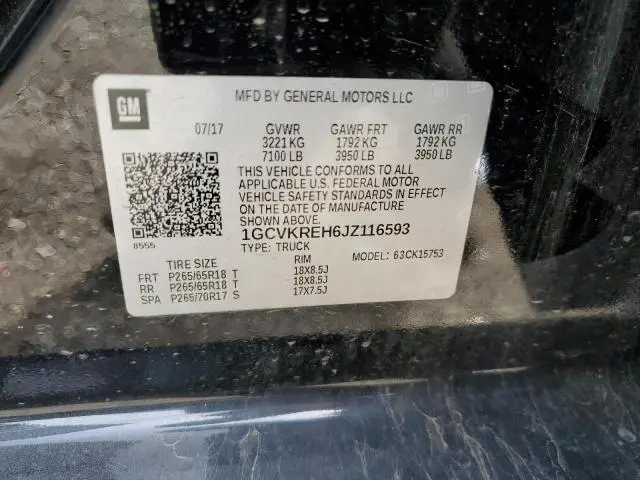 GM
MFD BY GENERAL MOTORS LLC
07/17 GVWR GAWR FRT GAWR RR
3221 KG 1792 KG 1792 KG
7100 LB 3950 LB 3950 LB
THIS VEHICLE CONFORMS TO ALL
APPLICABLE U.S. FEDERAL MOTOR
VEHICLE SAFETY STANDARDS IN EFFECT
ON THE DATE OF MANUFACTURE
SHOWN ABOVE.
8555 1GCVKREH6JZ116593
TYPE: TRUCK MODEL: 63CK15753
TIRE SIZE RIM
FRT P265/65R18 T 18X8.5J
RR P265/65R18 T 18X8.5J
SPA P265/70R17 S 17X7.5J